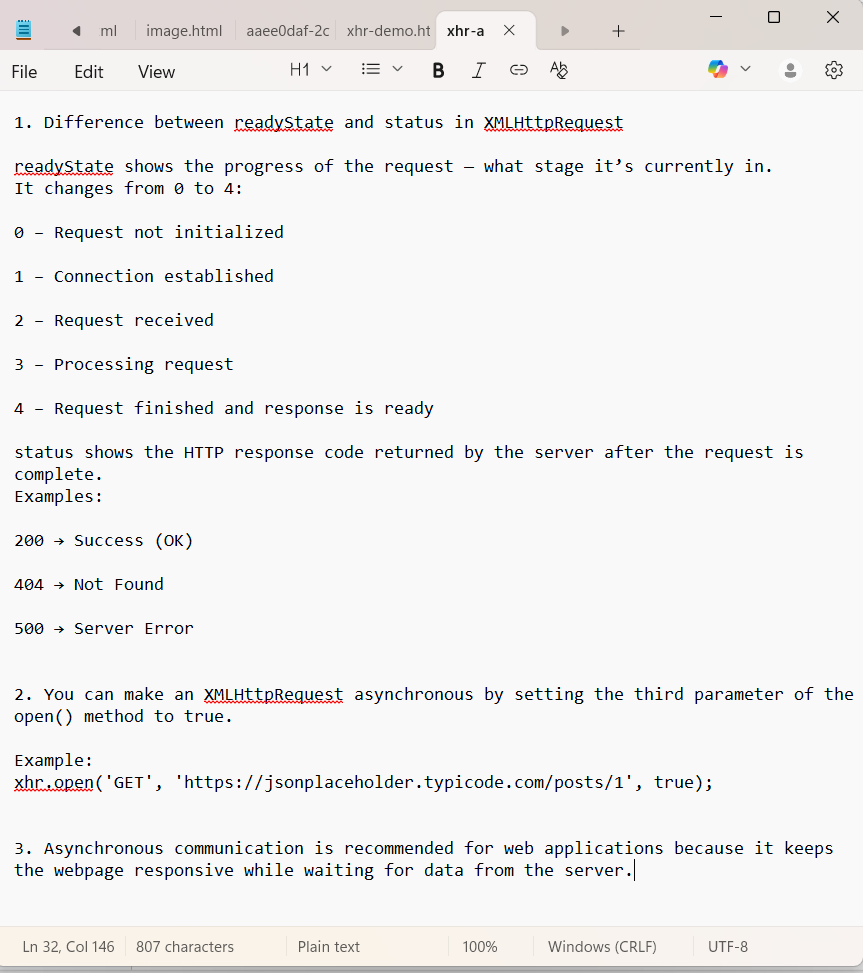 ml
image.html
aaee0daf-2c
xhr-demo.ht
xhr-a
File Edit View H1 B I
1. Difference between readyState and status in XMLHttpRequest
readyState shows the progress of the request – what stage it’s currently in.
It changes from 0 to 4:
0 – Request not initialized
1 – Connection established
2 – Request received
3 – Processing request
4 – Request finished and response is ready
status shows the HTTP response code returned by the server after the request is
complete.
Examples:
200 → Success (OK)
404 → Not Found
500 → Server Error
2. You can make an XMLHttpRequest asynchronous by setting the third parameter of the
open() method to true.
Example:
xhr.open('GET', 'https://jsonplaceholder.typicode.com/posts/1', true);
3. Asynchronous communication is recommended for web applications because it keeps
the webpage responsive while waiting for data from the server.
Ln 32, Col 146 807 characters Plain text 100% Windows (CRLF) UTF-8